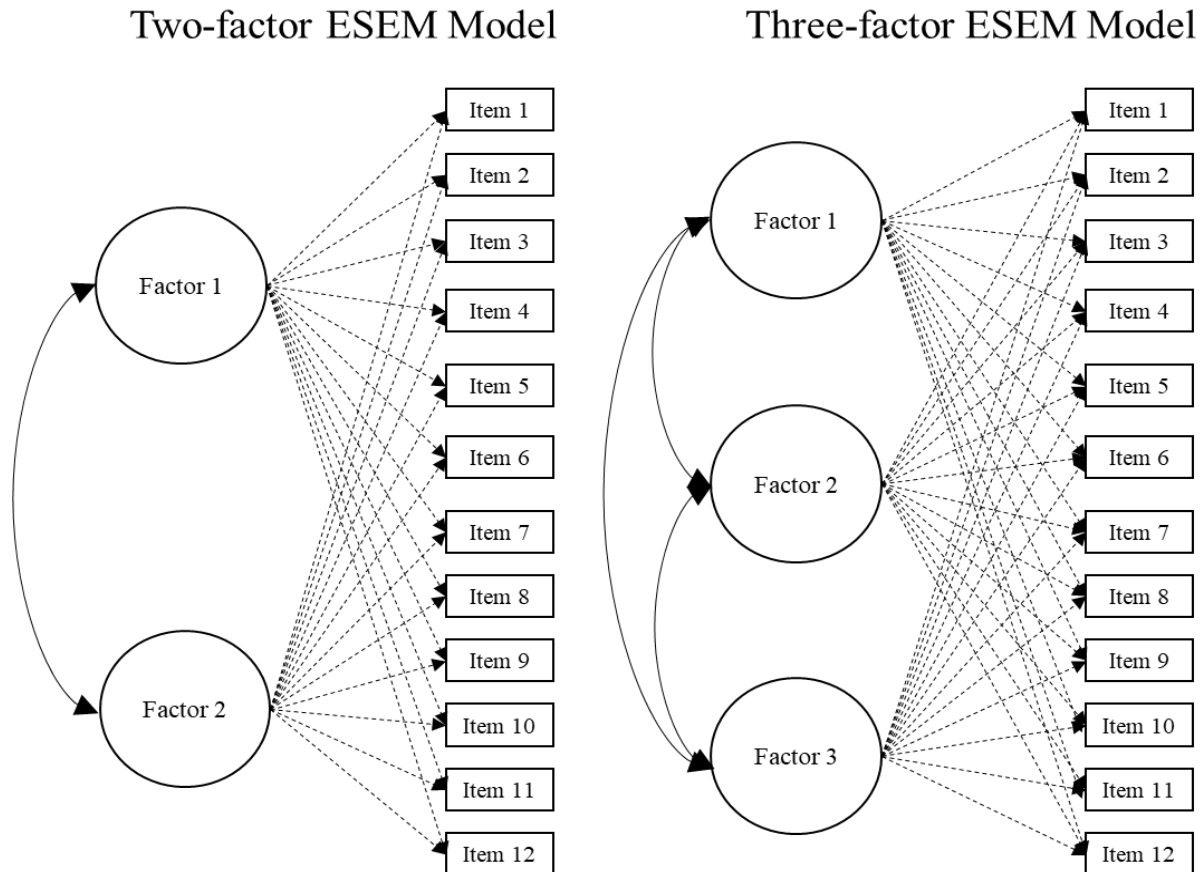 Two-factor ESEM Model
Item 1
Item 2
Item 3
Factor 1
Item 4
Item 5
Item 6
Item 7
Item 8
Item 9
Factor 2
Item 10
Item 11
Item 12
Three-factor ESEM Model
Item 1
Item 2
Factor 1
Item 3
Item 4
Item 5
Item 6
Factor 2
Item 7
Item 8
Item 9
Item 10
Factor 3
Item 11
Item 12